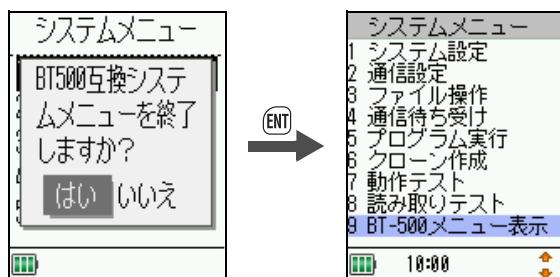 システムメニュー
BT500互換システ
ムメニューを終了
しますか?
はい いいえ
ENT
システムメニュー
1 システム設定
2 通信設定
3 ファイル操作
4 通信待ち受け
5 プログラム実行
6 クローン作成
7 動作テスト
8 読み取りテスト
9 BT-500メニュー表示
10:00